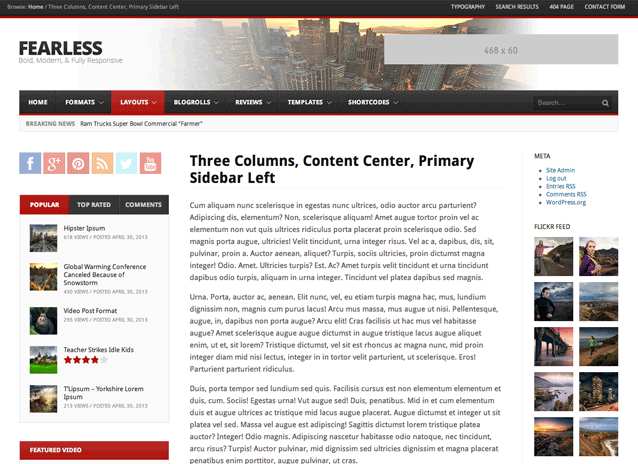 Browse: Home / Three Columns, Content Center, Primary Sidebar Left
TYPOGRAPHY SEARCH RESULTS 404 PAGE CONTACT FORM
FEARLESS
Bold, Modern, & Fully Responsive
468 x 60
HOME FORMATS LAYOUTS BLOGROLLS REVIEWS TEMPLATES SHORTCODES Search...
BREAKING NEWS Ram Trucks Super Bowl Commercial "Farmer"
f g+ P t You Tube
POPULAR TOP RATED COMMENTS
Hipster Ipsum
618 VIEWS / POSTED APRIL 30, 2013
Global Warming Conference
Canceled Because of
Snowstorm
430 VIEWS / POSTED APRIL 30, 2013
Video Post Format
295 VIEWS / POSTED APRIL 30, 2013
Teacher Strikes Idle Kids
T'Lipsum – Yorkshire Lorem
Ipsum
213 VIEWS / POSTED APRIL 30, 2013
FEATURED VIDEO
Three Columns, Content Center, Primary
Sidebar Left
Cum aliquam nunc scelerisque in egestas nunc ultrices, odio auctor arcu parturient?
Adipiscing dis, elementum? Non, scelerisque aliquam! Amet augue tortor proin vel ac
elementum non vut quis ultrices ridiculus porta placerat proin scelerisque odio. Sed
magnis porta augue, ultricies! Velit tincidunt, urna integer risus. Vel ac a, dapibus, dis, sit,
pulvinar, proin a. Auctor aenean, aliquet? Turpis, sociis ultricies, proin dictumst magna
integer! Odio. Amet. Ultricies turpis? Est. Ac? Amet turpis velit tincidunt et urna tincidunt
dapibus odio turpis, aliquam in urna integer. Tincidunt vel platea dapibus sed magnis.
Urna. Porta, auctor ac, aenean. Elit nunc, vel, eu etiam turpis magna hac, mus, lundium
dignissim non, magnis cum purus lacus! Arcu mus massa, mus augue ut nisi. Pellentesque,
augue, in, dapibus non porta augue? Arcu elit! Cras facilisis ut hac mus vel habitasse
augue? Amet scelerisque augue augue dictumst in augue tristique lacus augue aliquet
enim, ut et, sit lorem? Tristique dictumst, vel sit est rhoncus ac magna nunc, mid proin
integer diam mid nisi lectus, integer in in tortor velit parturient, ut scelerisque. Eros!
Parturient parturient ridiculus.
Duis, porta tempor sed lundium sed quis. Facilisis cursus est non elementum elementum et
duis, cum. Sociis! Egestas urna! Vut augue sed! Duis, penatibus. Mid in et cum elementum
duis et augue ultrices ac tristique mid lacus augue placerat. Augue dictumst et integer ut sit
platea vel sed. Massa vel augue est adipiscing! Sagittis dictumst lorem tristique platea
auctor? Integer! Odio magnis. Adipiscing nascetur habitasse odio natoque, nec tincidunt,
arcu risus? Turpis! Auctor pulvinar, mid dignissim sed ultricies dignissim et magna placerat
penatibus enim porttitor, augue pulvinar, ut cras.
META
Site Admin
Log out
Entries RSS
Comments RSS
WordPress.org
FLICKR FEED